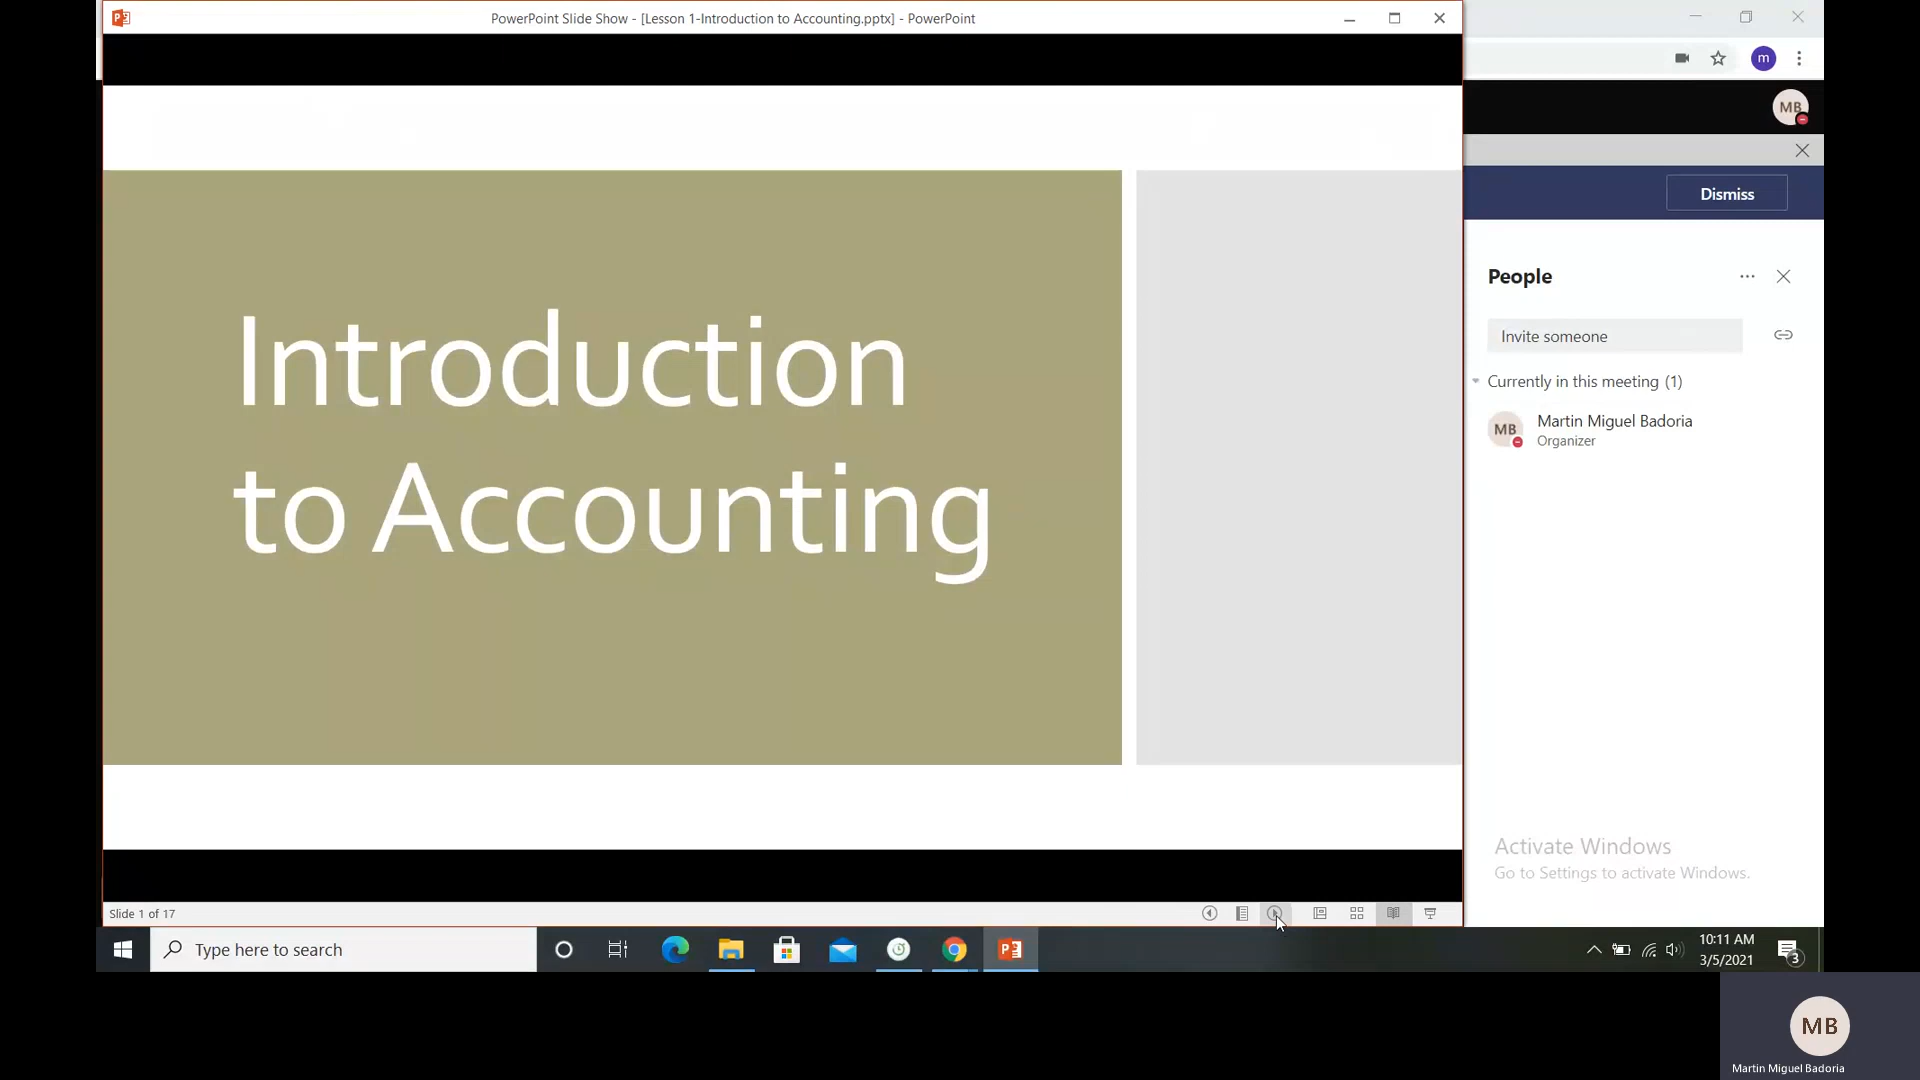 PowerPoint Slide Show - [Lesson 1-Introduction to Accounting.pptx] - PowerPoint
m
MB
Dismiss
Introduction
to Accounting
People
Invite someone
Currently in this meeting (1)
MB
Martin Miguel Badoria
Organizer
Activate Windows
Go to Settings to activate Windows.
Slide 1 of 17
Type here to search
10:11 AM
3/5/2021
3
MB
Martin Miguel Badoria